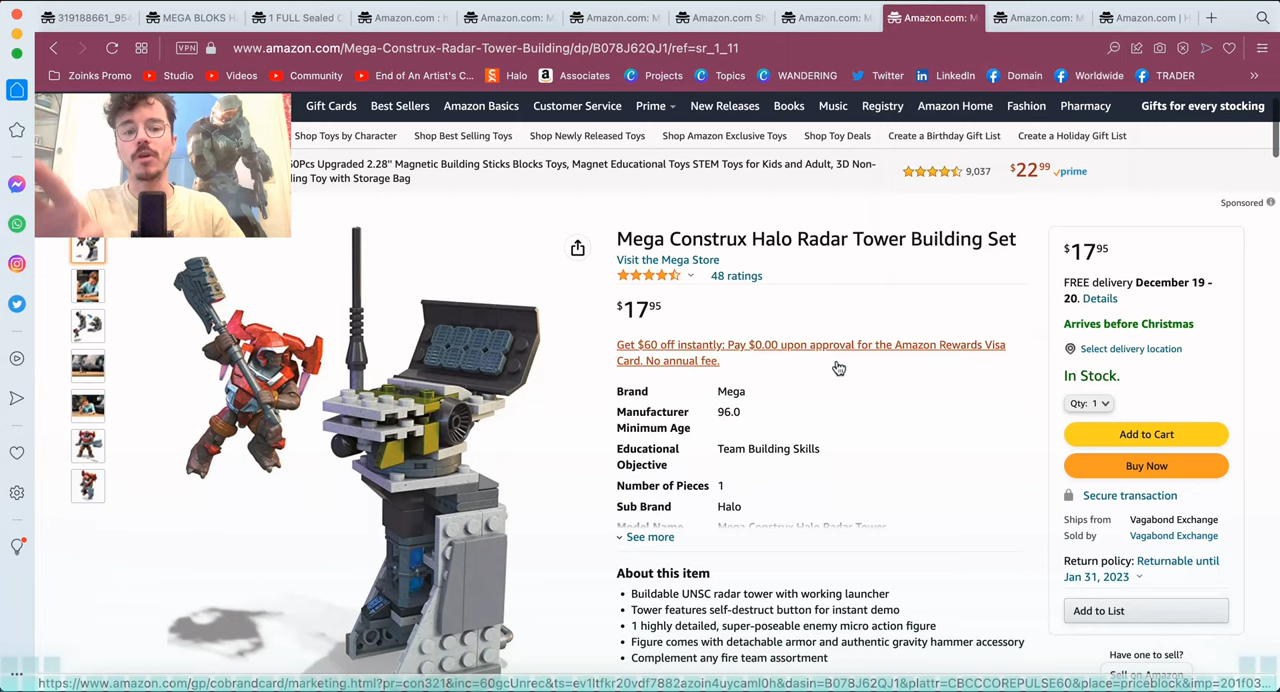 319188661_954
MEGA BLOKS H
1 FULL Sealed C
Amazon.com : h
Amazon.com: M
Amazon.com: M
Amazon.com Sh
Amazon.com: M
Amazon.com: M
Amazon.com: M
Amazon.com | H
VPN
www.amazon.com/Mega-Construx-Radar-Tower-Building/dp/B078J62QJ1/ref=sr_1_11
Zoinks Promo
Studio
Videos
Community
End of An Artist's C...
Halo
Associates
Projects
Topics
WANDERING
Twitter
LinkedIn
Domain
Worldwide
TRADER
Gift Cards
Best Sellers
Amazon Basics
Customer Service
Prime
New Releases
Books
Music
Registry
Amazon Home
Fashion
Pharmacy
Gifts for every stocking
Shop Toys by Character
Shop Best Selling Toys
Shop Newly Released Toys
Shop Amazon Exclusive Toys
Shop Toy Deals
Create a Birthday Gift List
Create a Holiday Gift List
60Pcs Upgraded 2.28" Magnetic Building Sticks Blocks Toys, Magnet Educational Toys STEM Toys for Kids and Adult, 3D Non-
ing Toy with Storage Bag
9,037
$22 99 prime
Sponsored
Mega Construx Halo Radar Tower Building Set
Visit the Mega Store
48 ratings
$17 95
Get $60 off instantly: Pay $0.00 upon approval for the Amazon Rewards Visa
Card. No annual fee.
Brand Mega
Manufacturer 96.0
Minimum Age
Educational Team Building Skills
Objective
Number of Pieces 1
Sub Brand Halo
Model Name Mega Construx Halo Radar Tower
See more
About this item
• Buildable UNSC radar tower with working launcher
• Tower features self-destruct button for instant demo
• 1 highly detailed, super-poseable enemy micro action figure
• Figure comes with detachable armor and authentic gravity hammer accessory
• Complement any fire team assortment
$17 95
FREE delivery December 19 -
20. Details
Arrives before Christmas
Select delivery location
In Stock.
Qty: 1
Add to Cart
Buy Now
Secure transaction
Ships from Vagabond Exchange
Sold by Vagabond Exchange
Return policy: Returnable until
Jan 31, 2023
Add to List
Have one to sell?
Sell on Amazon